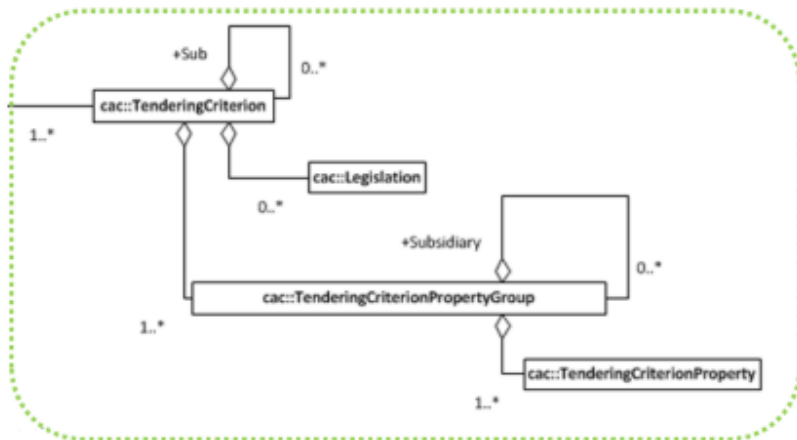 +Sub
0..*
cac::TenderingCriterion
1..*
cac::Legislation
0..*
+Subsidiary
0..*
cac::TenderingCriterionPropertyGroup
1..*
cac::TenderingCriterionProperty
1..*